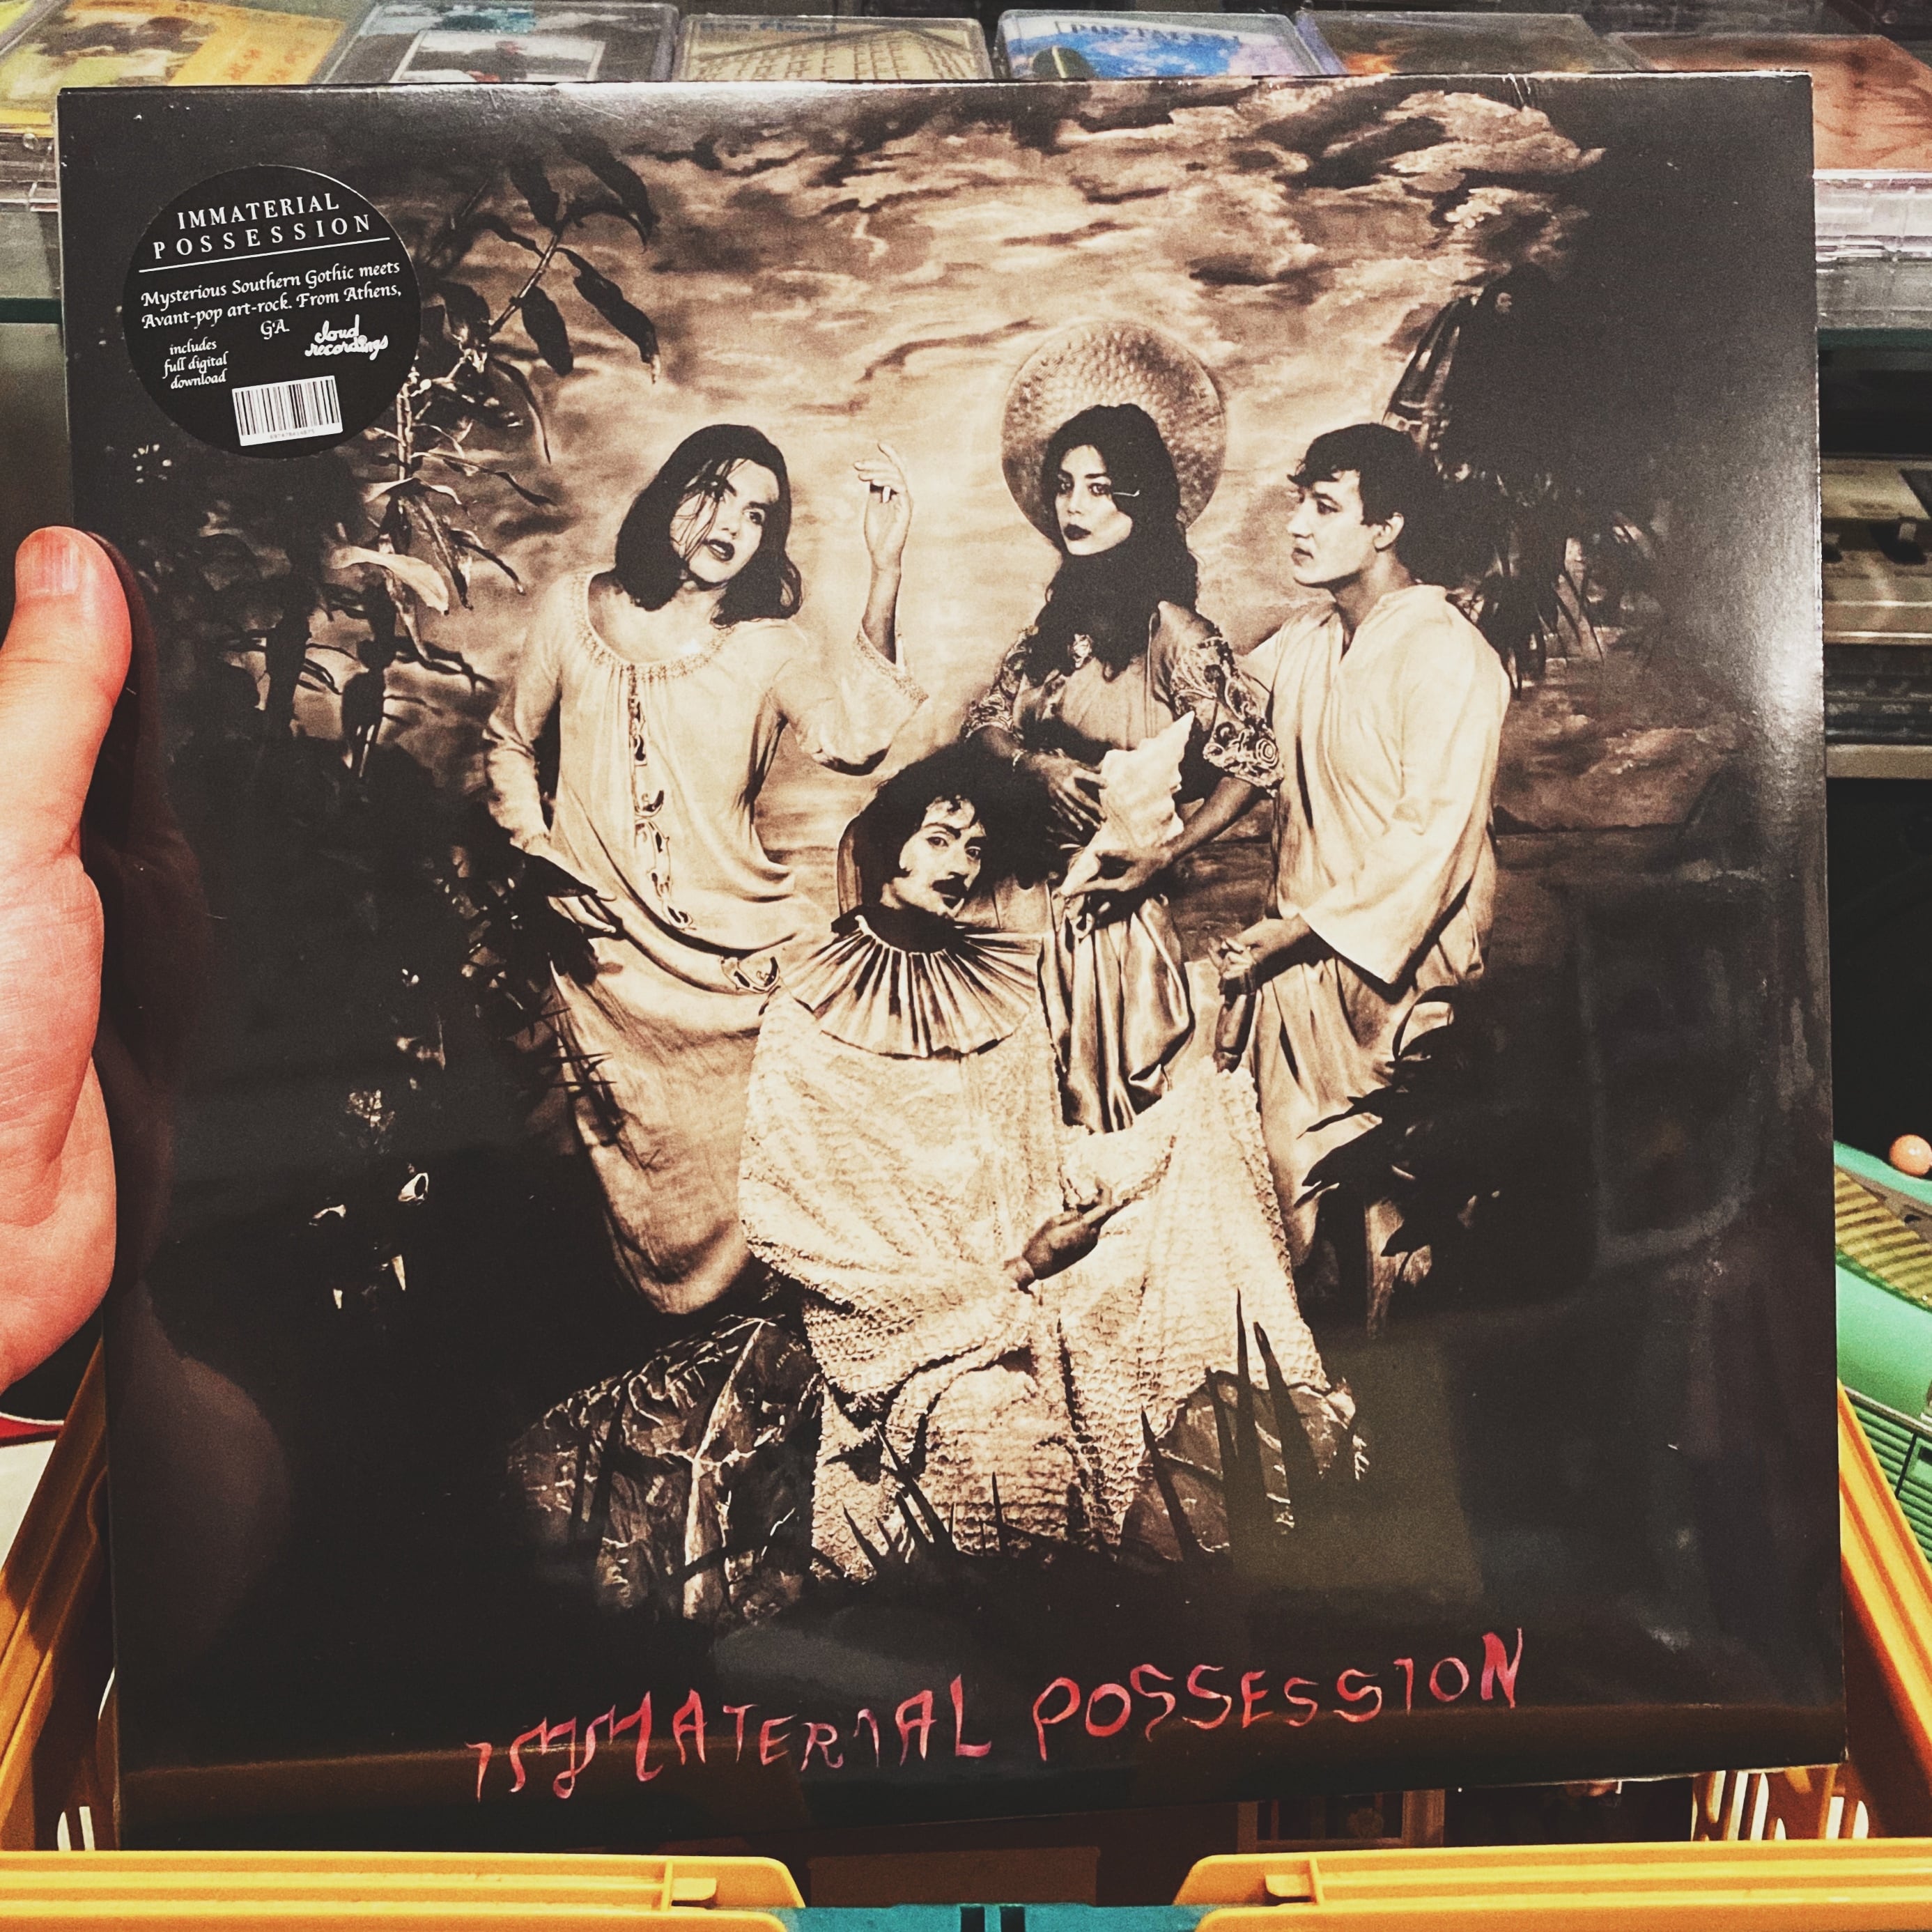 POSTAL
IMMATERIAL
POSSESSION
Mysterious Southern Gothic meets
Avant-pop art-rock. From Athens,
GA.
includes
full digital
download
cloud
recordings
IMMATERIAL POSSESSION